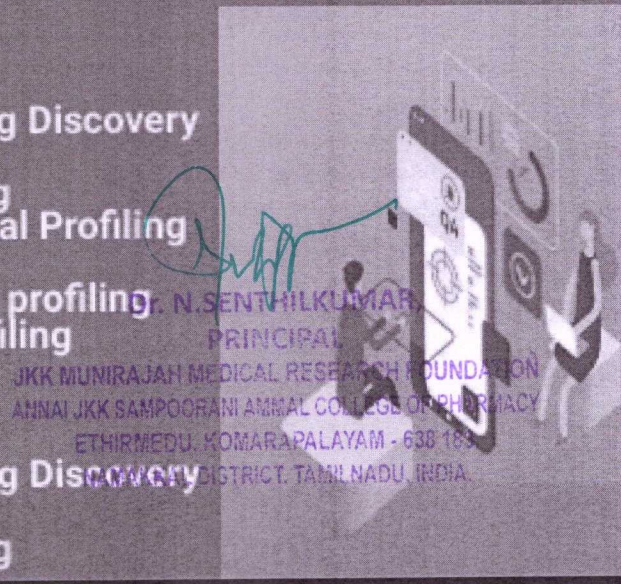 g Discovery
g
al Profiling
profiling
iling
Dr. N.SENTHILKUMAR,
PRINCIPAL
JKK MUNIRAJAH MEDICAL RESEARCH FOUNDATION
ANNAI JKK SAMPOORANI AMMAL COLLEGE OF PHARMACY
ETHIRMEDU, KOMARAPALAYAM - 638 183
NAMAKKAL DISTRICT. TAMILNADU, INDIA.
g Discovery
g